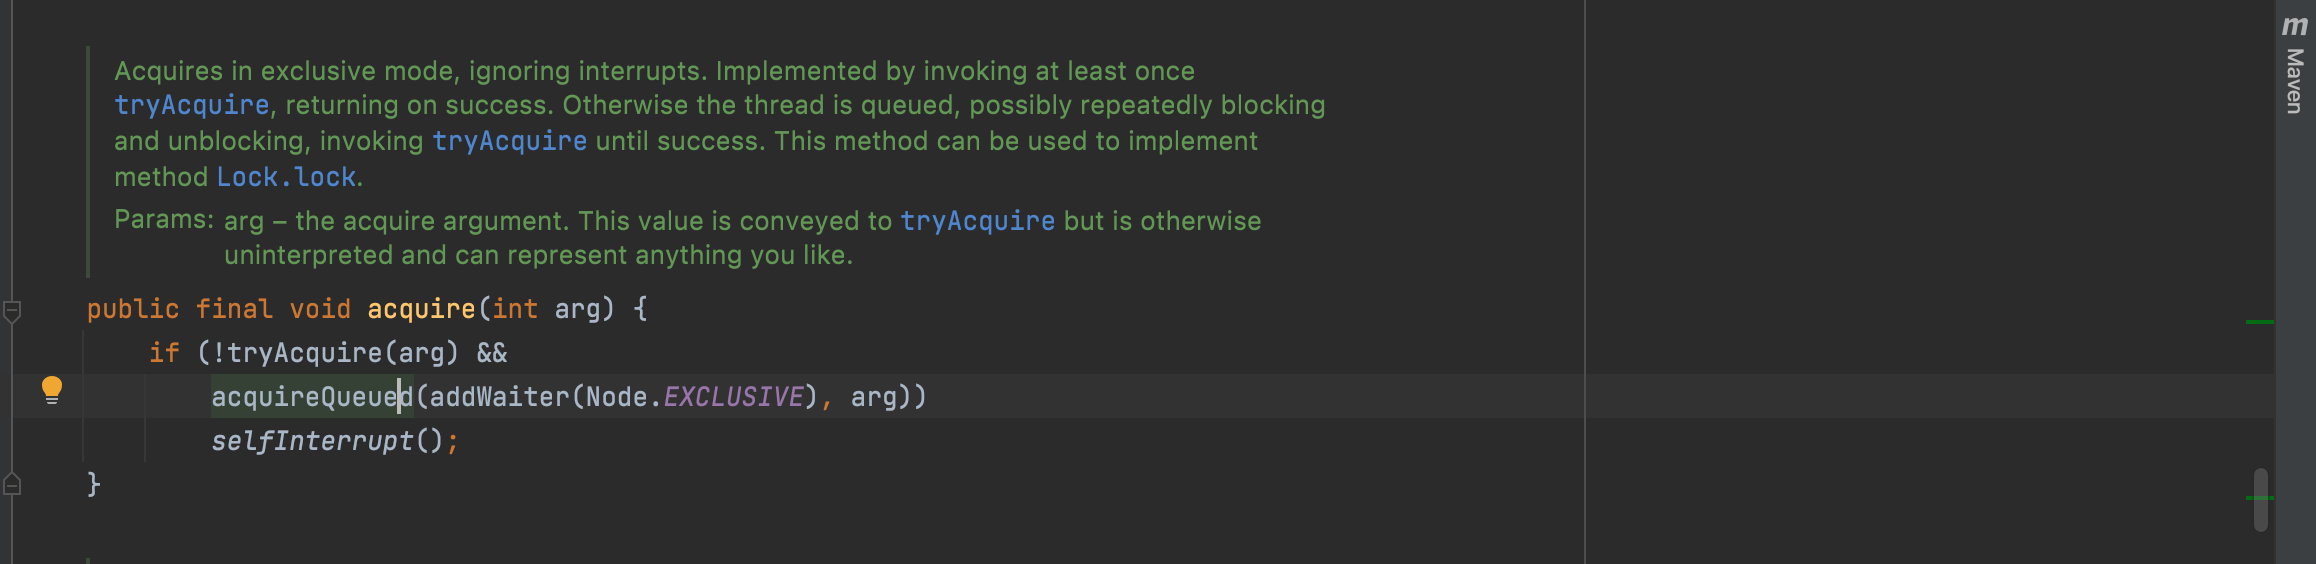 Acquires in exclusive mode, ignoring interrupts. Implemented by invoking at least once
tryAcquire, returning on success. Otherwise the thread is queued, possibly repeatedly blocking
and unblocking, invoking tryAcquire until success. This method can be used to implement
method Lock.lock.
Params: arg – the acquire argument. This value is conveyed to tryAcquire but is otherwise
uninterpreted and can represent anything you like.
public final void acquire(int arg) {
if (!tryAcquire(arg) &&
acquireQueued(addWaiter(Node.EXCLUSIVE), arg))
selfInterrupt();
}
m
Maven